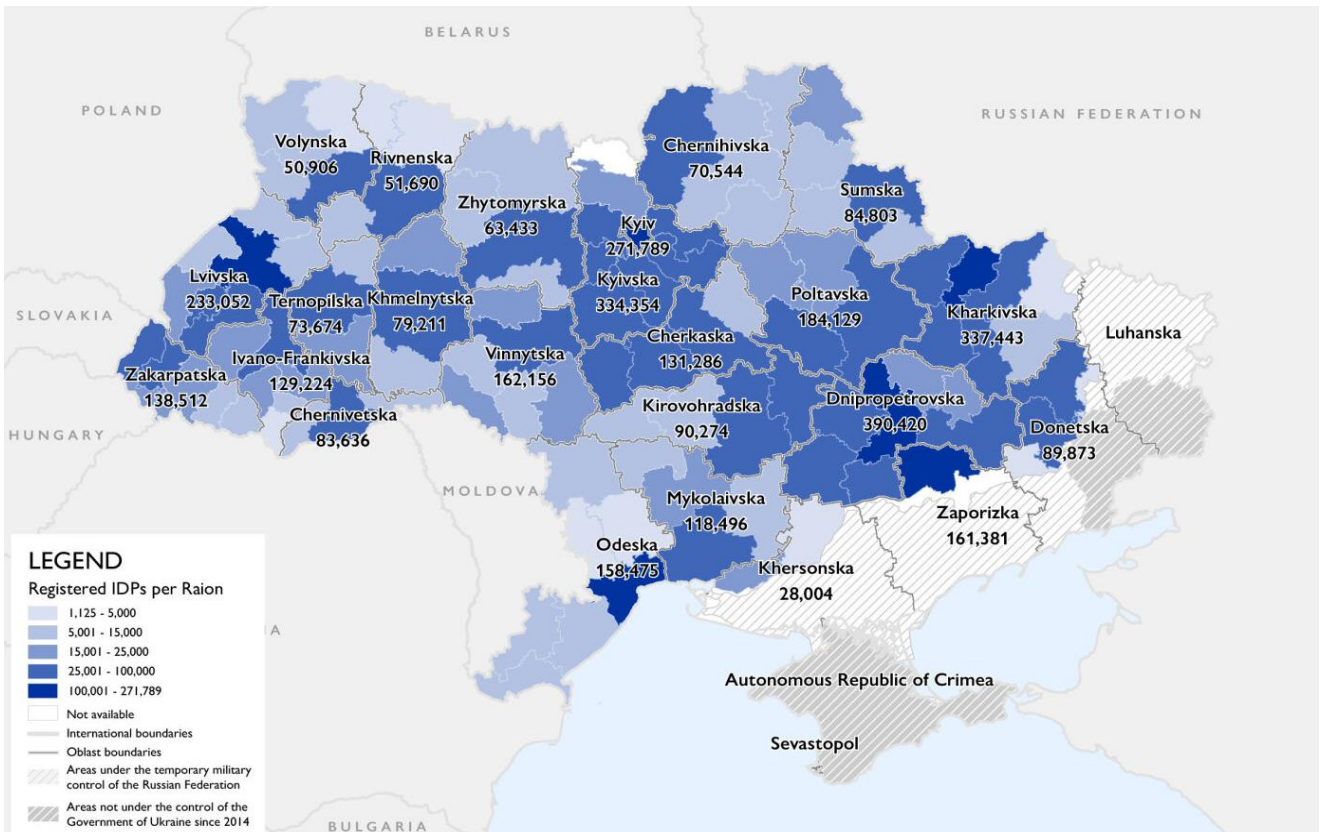 BELARUS
POLAND
RUSSIAN FEDERATION
Volynska
50,906
Rivnenska
51,690
Chernihivska
70,544
Zhytomyrska
63,433
Sumska
84,803
Kyiv
271,789
Lvivska
233,052
Ternopilska
73,674
Khmelnytska
79,211
Kyivska
334,354
Poltavska
184,129
Kharkivska
337,443
Luhanska
SLOVAKIA
Cherkaska
131,286
Ivano-Frankivska
129,224
Vinnytska
162,156
Zakarpatska
138,512
Chernivetska
83,636
Kirovohradska
90,274
Dnipropetrovska
390,420
Donetska
89,873
HUNGARY
MOLDOVA
Mykolaivska
118,496
Zaporizka
161,381
Odeska
158,475
Khersonska
28,004
Autonomous Republic of Crimea
Sevastopol
LEGEND
Registered IDPs per Raion
1,125 - 5,000
5,001 - 15,000
15,001 - 25,000
25,001 - 100,000
100,001 - 271,789
Not available
International boundaries
Oblast boundaries
Areas under the temporary military
control of the Russian Federation
Areas not under the control of the
Government of Ukraine since 2014
BULGARIA